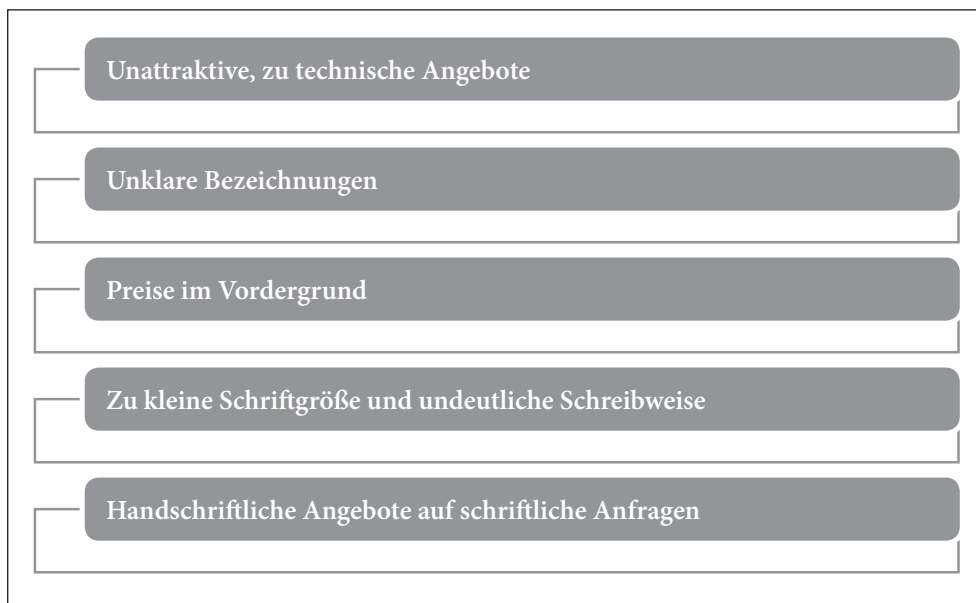 Unattraktive, zu technische Angebote
Unklare Bezeichnungen
Preise im Vordergrund
Zu kleine Schriftgröße und undeutliche Schreibweise
Handschriftliche Angebote auf schriftliche Anfragen